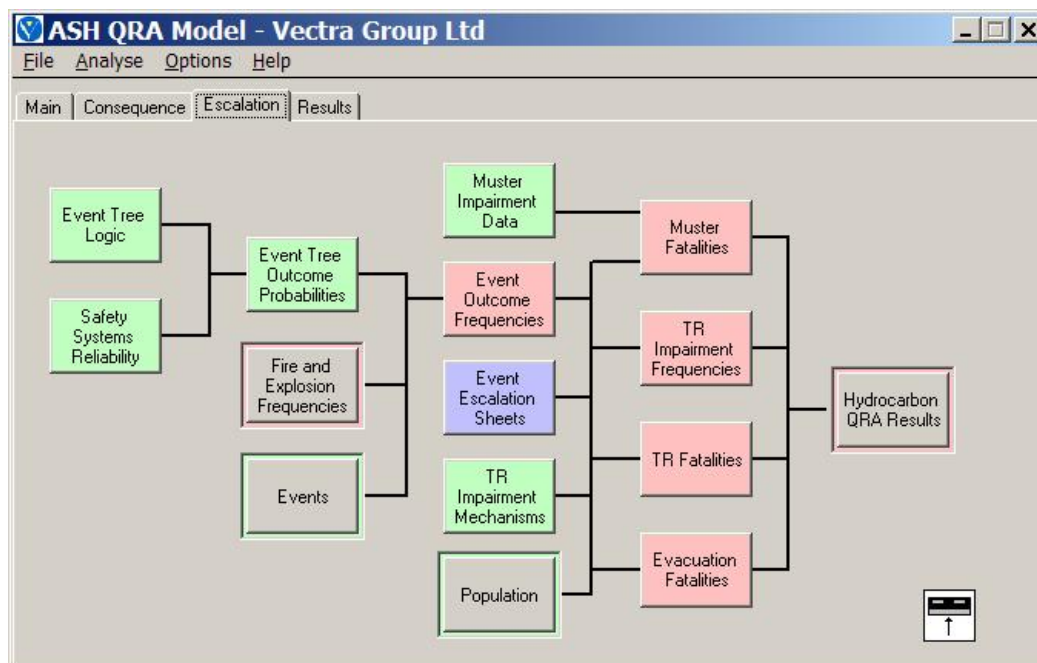 ASH QRA Model - Vectra Group Ltd
File Analyse Options Help
Main Consequence Escalation Results
Event Tree
Logic
Safety
Systems
Reliability
Event Tree
Outcome
Probabilities
Fire and
Explosion
Frequencies
Events
Muster
Impairment
Data
Event
Outcome
Frequencies
Event
Escalation
Sheets
TR
Impairment
Mechanisms
Population
Muster
Fatalities
TR
Impairment
Frequencies
TR Fatalities
Evacuation
Fatalities
Hydrocarbon
QRA Results